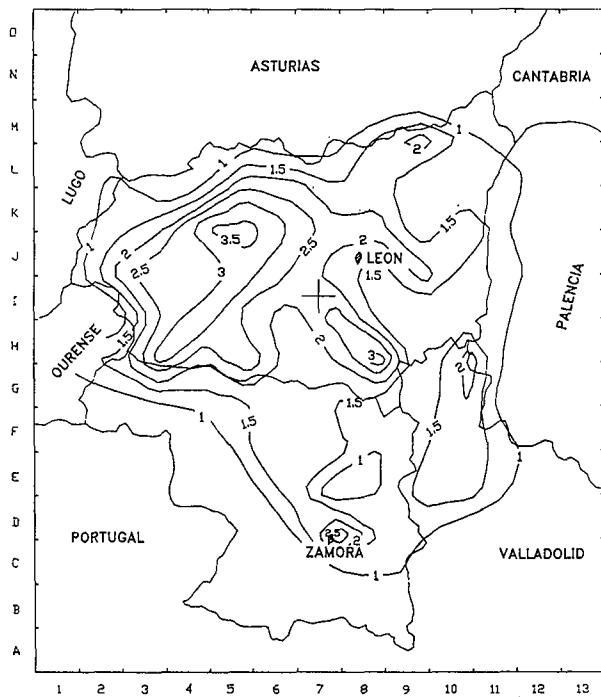 O
N
ASTURIAS
CANTABRIA
M
1
2
L
1
1.5
LUGO
K
1.5
3.5
2.5
1
2
J
2
LEON
2.5
3
1.5
I
PALENCIA
1.5
2
OURENSE
H
3
2
G
1.5
1
1.5
1.5
F
1
1
E
D
PORTUGAL
2.5
2
ZAMORA
VALLADOLID
C
1
B
A
1 2 3 4 5 6 7 8 9 10 11 12 13